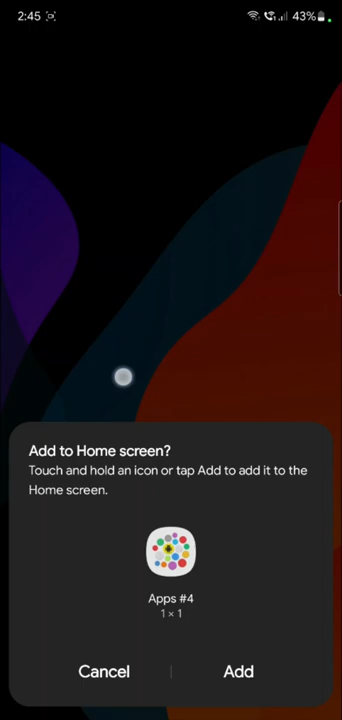 2:45
43%
Add to Home screen?
Touch and hold an icon or tap Add to add it to the
Home screen.
Apps #4
1 × 1
Cancel | Add